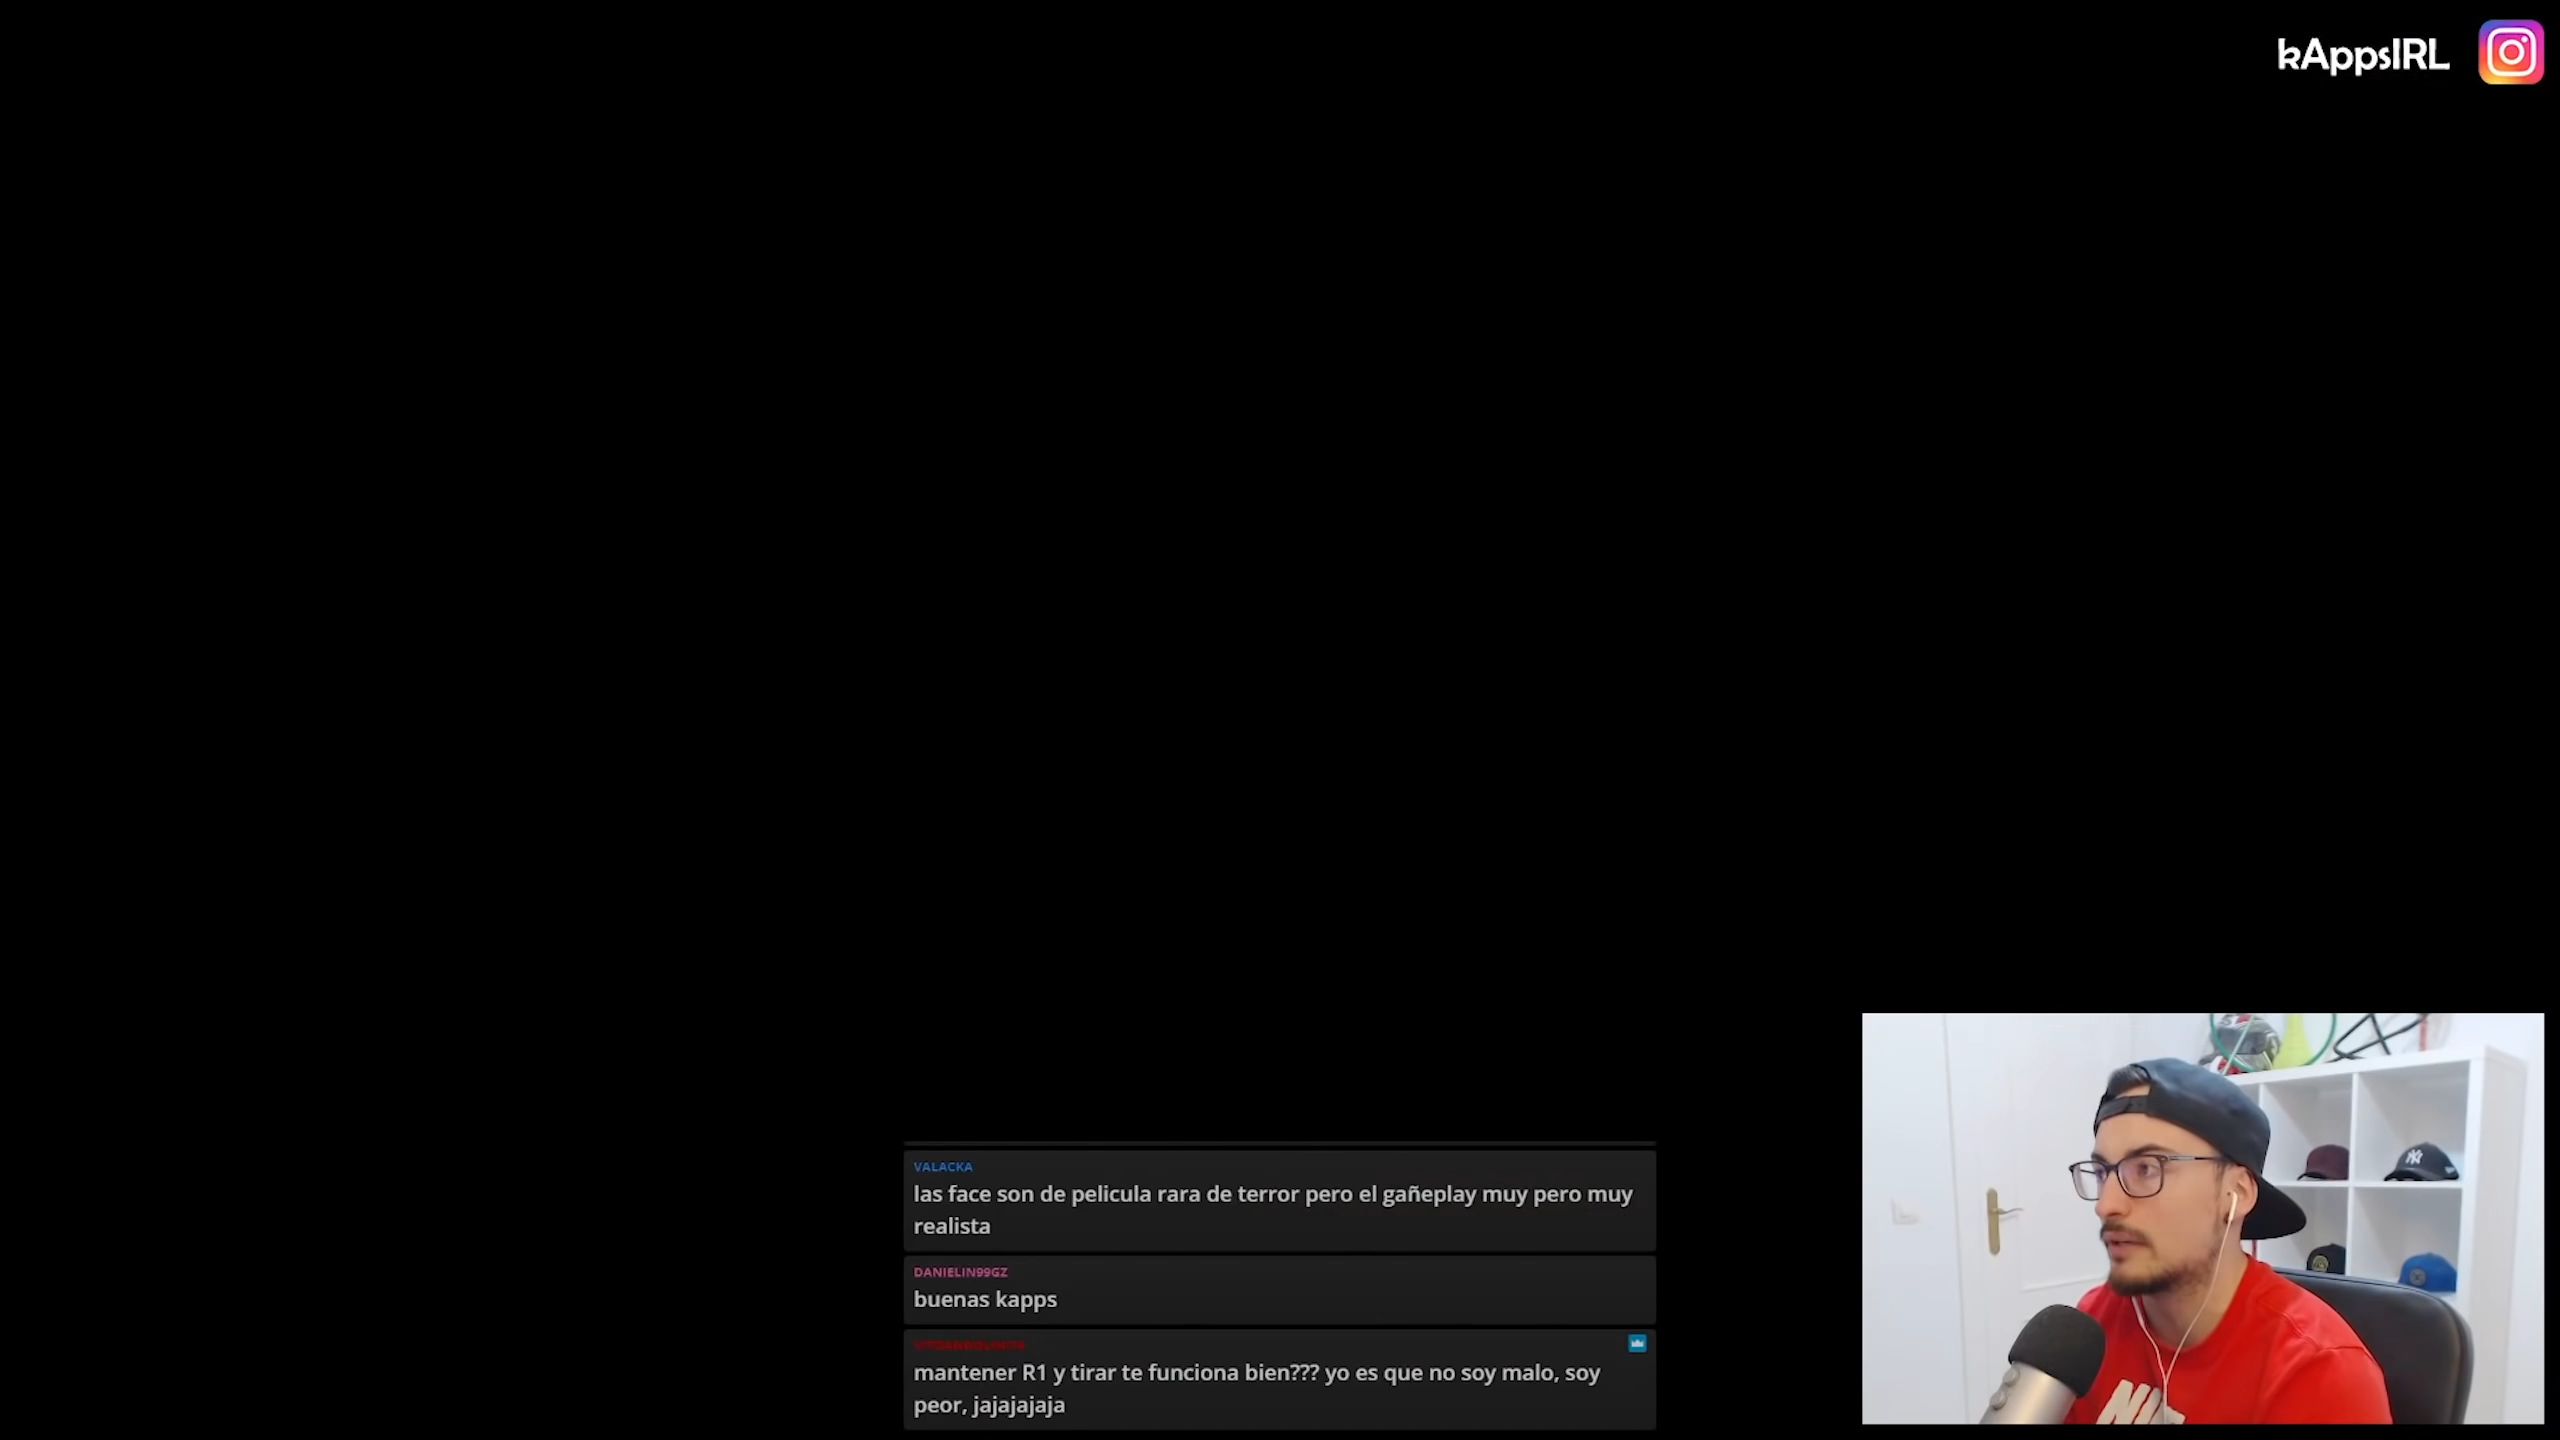 kAppsIRL
VALACKA
las face son de pelicula rara de terror pero el gañeplay muy pero muy
realista
DANIELIN99GZ
buenas kapps
mantener R1 y tirar te funciona bien??? yo es que no soy malo, soy
peor, jajajajaja